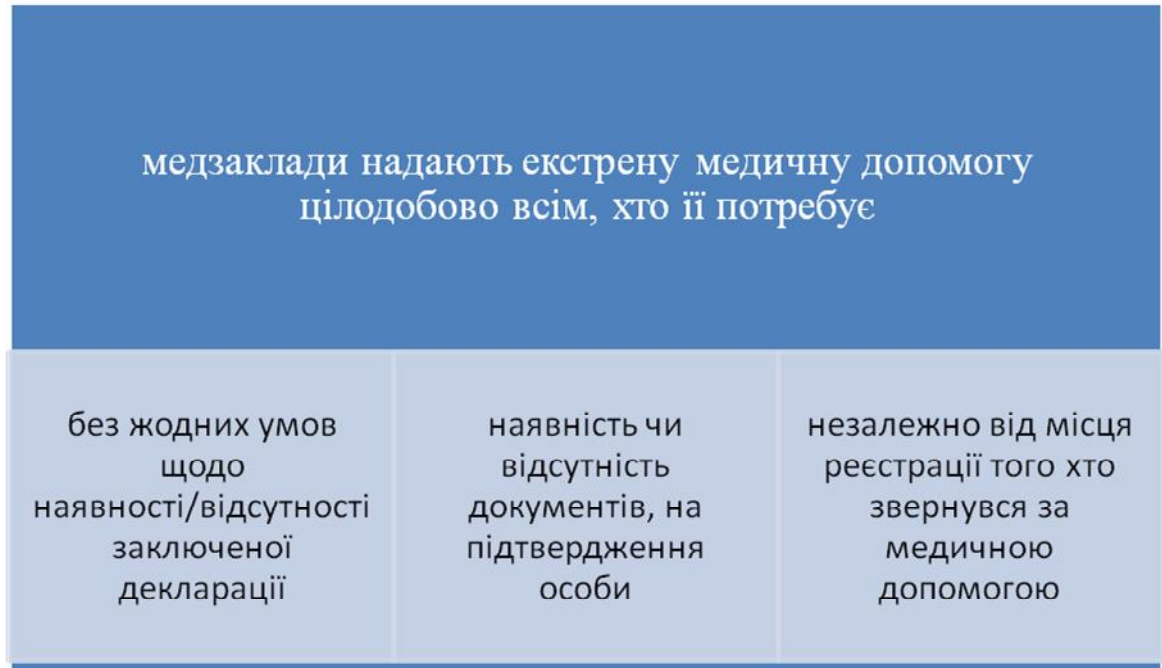 медзаклади надають екстрену медичну допомогу
цілодобово всім, хто її потребує
без жодних умов
щодо
наявності/відсутності
заключеної
декларації
наявність чи
відсутність
документів, на
підтвердження
особи
незалежно від місця
реєстрації того хто
звернувся за
медичною
допомогою